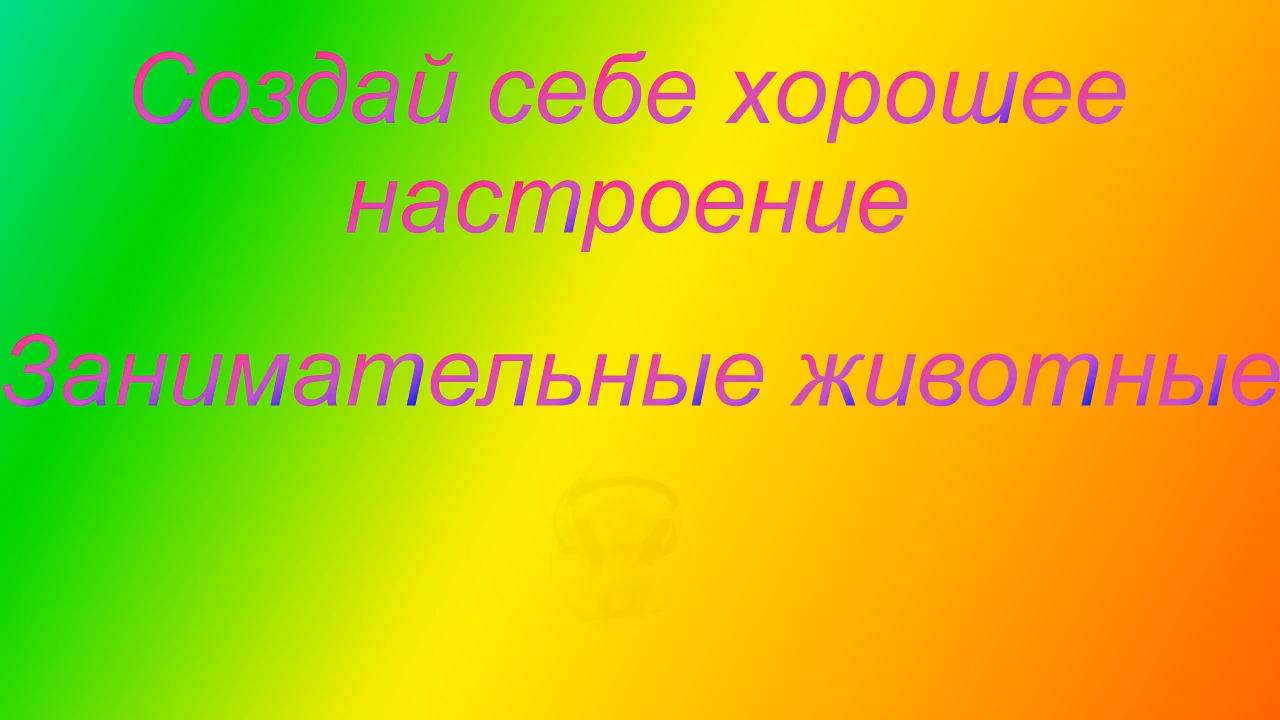 Создай себе хорошее
настроение
Занимательные животные